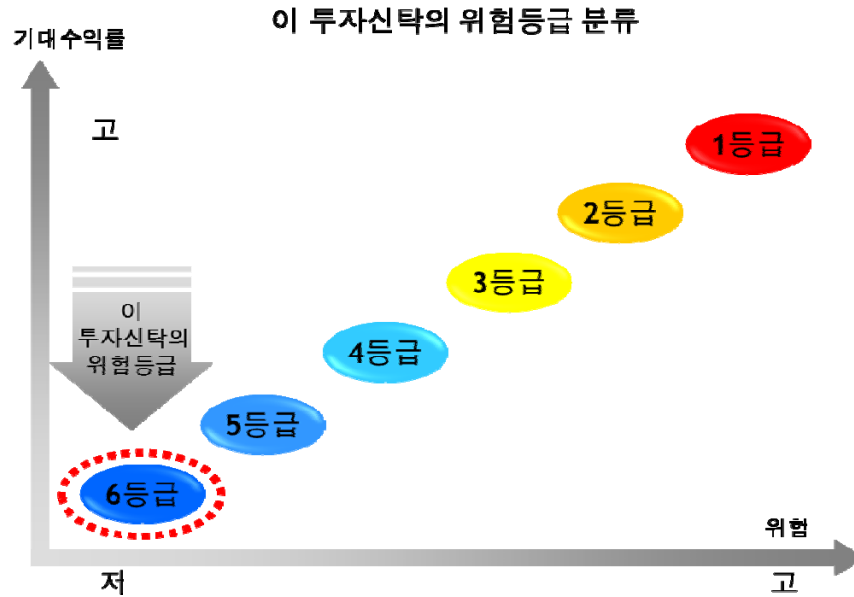 이 투자신탁의 위험등급 분류
기대수익률
고
1등급
2등급
3등급
이
투자신탁의
위험등급
4등급
5등급
6등급
위험
저
고